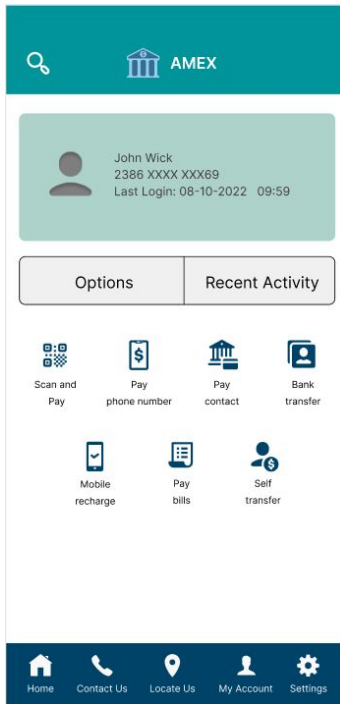 AMEX
John Wick
2386 XXXX XXX69
Last Login: 08-10-2022 09:59
Options Recent Activity
Scan and Pay Pay Bank
Pay phone number contact transfer
Mobile Pay Self
recharge bills transfer
Home Contact Us Locate Us My Account Settings